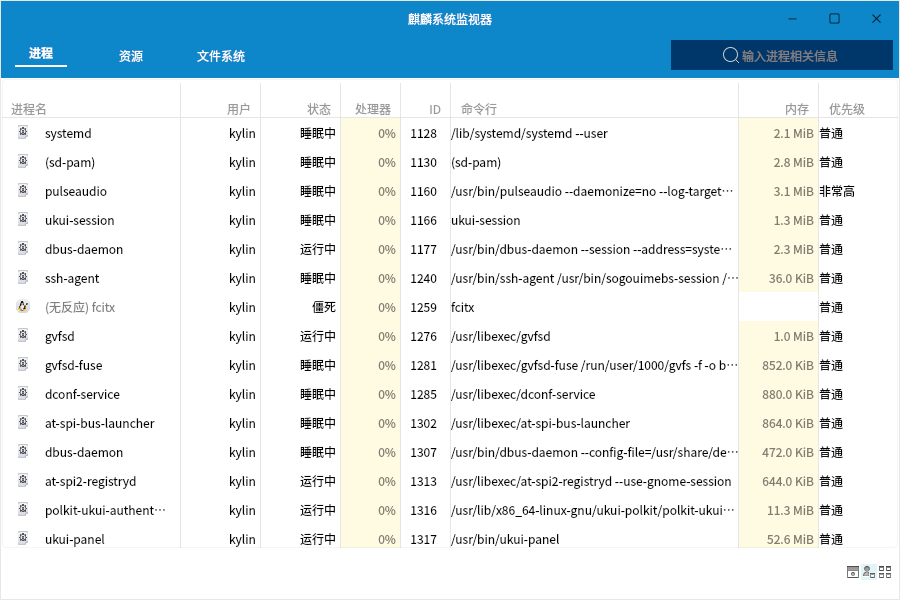 麒麟系统监视器
进程 资源 文件系统 输入进程相关信息
进程名 用户 状态 处理器 ID 命令行 内存 优先级
systemd kylin 睡眠中 0% 1128 /lib/systemd/systemd --user 2.1 MiB 普通
(sd-pam) kylin 睡眠中 0% 1130 (sd-pam) 2.8 MiB 普通
pulseaudio kylin 睡眠中 0% 1160 /usr/bin/pulseaudio --daemonize=no --log-target··· 3.1 MiB 非常高
ukui-session kylin 睡眠中 0% 1166 ukui-session 1.3 MiB 普通
dbus-daemon kylin 运行中 0% 1177 /usr/bin/dbus-daemon --session --address=syste··· 2.3 MiB 普通
ssh-agent kylin 睡眠中 0% 1240 /usr/bin/ssh-agent /usr/bin/sogouimebs-session /··· 36.0 KiB 普通
(无反应) fcitx kylin 僵死 0% 1259 fcitx 普通
gvfsd kylin 运行中 0% 1276 /usr/libexec/gvfsd 1.0 MiB 普通
gvfsd-fuse kylin 睡眠中 0% 1281 /usr/libexec/gvfsd-fuse /run/user/1000/gvfs -f -o b··· 852.0 KiB 普通
dconf-service kylin 睡眠中 0% 1285 /usr/libexec/dconf-service 880.0 KiB 普通
at-spi-bus-launcher kylin 睡眠中 0% 1302 /usr/libexec/at-spi-bus-launcher 864.0 KiB 普通
dbus-daemon kylin 睡眠中 0% 1307 /usr/bin/dbus-daemon --config-file=/usr/share/de··· 472.0 KiB 普通
at-spi2-registryd kylin 运行中 0% 1313 /usr/libexec/at-spi2-registryd --use-gnome-session 644.0 KiB 普通
polkit-ukui-authent··· kylin 运行中 0% 1316 /usr/lib/x86_64-linux-gnu/ukui-polkit/polkit-ukui··· 11.3 MiB 普通
ukui-panel kylin 运行中 0% 1317 /usr/bin/ukui-panel 52.6 MiB 普通